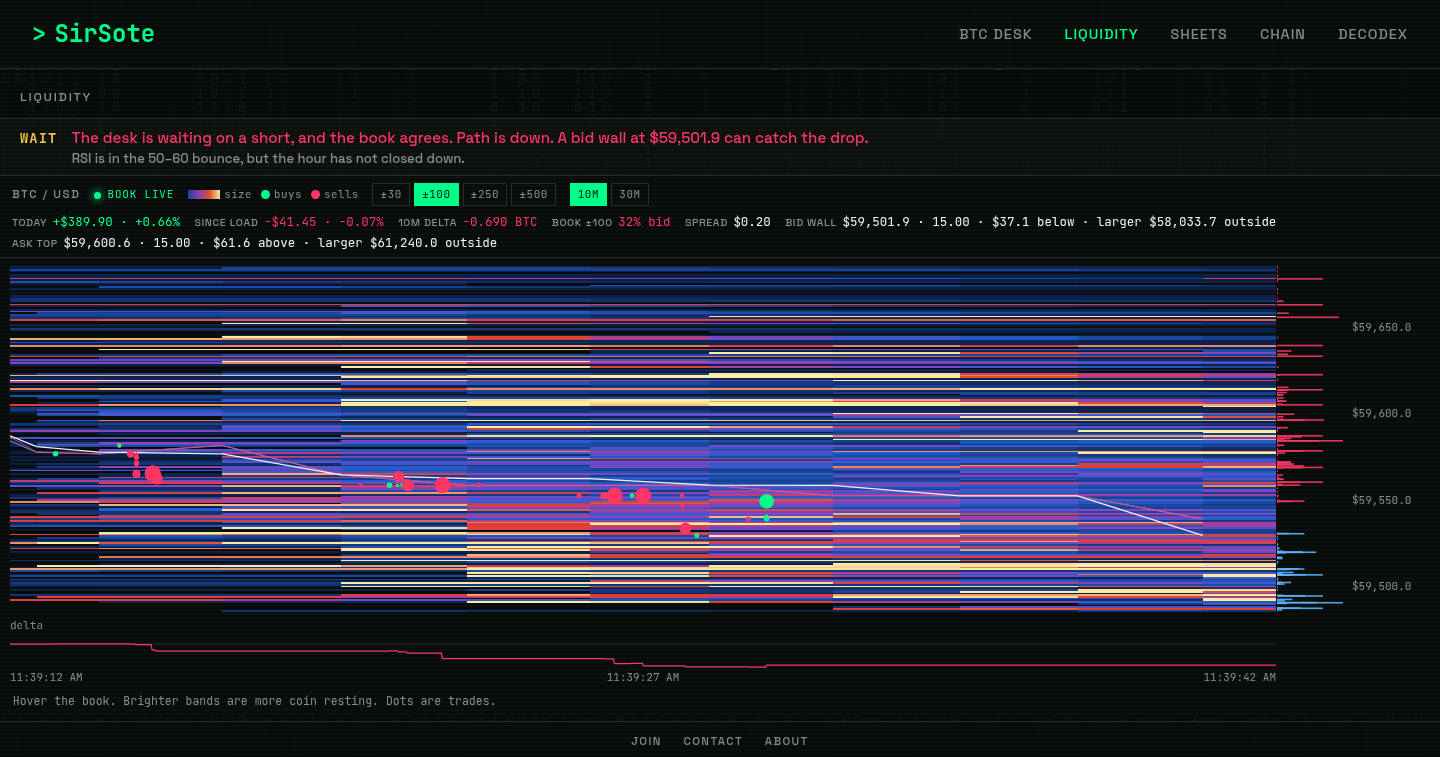 > SirSote
BTC DESK LIQUIDITY SHEETS CHAIN DECODEX
LIQUIDITY
WAIT The desk is waiting on a short, and the book agrees. Path is down. A bid wall at $59,501.9 can catch the drop.
RSI is in the 50–60 bounce, but the hour has not closed down.
BTC / USD BOOK LIVE size buys sells ±30 ±100 ±250 ±500 10M 30M
TODAY +$389.90 · +0.66% SINCE LOAD -$41.45 · -0.07% 10M DELTA -0.690 BTC BOOK ±100 32% bid SPREAD $0.20 BID WALL $59,501.9 · 15.00 · $37.1 below · larger $58,033.7 outside
ASK TOP $59,600.6 · 15.00 · $61.6 above · larger $61,240.0 outside
$59,650.0
$59,600.0
$59,550.0
$59,500.0
delta
11:39:12 AM 11:39:27 AM 11:39:42 AM
Hover the book. Brighter bands are more coin resting. Dots are trades.
JOIN CONTACT ABOUT